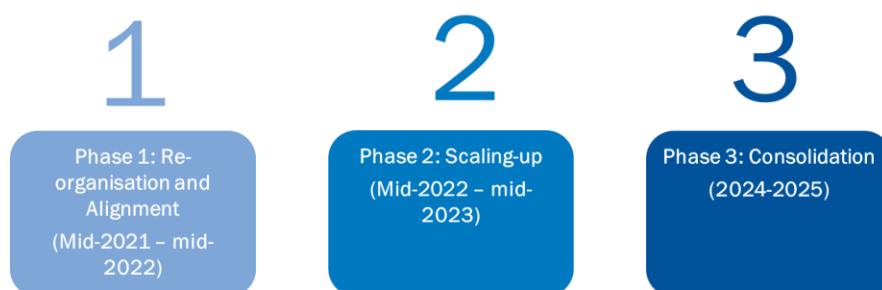 1
2
3
Phase 1: Re-
organisation and
Alignment
(Mid-2021 – mid-
2022)
Phase 2: Scaling-up
(Mid-2022 – mid-
2023)
Phase 3: Consolidation
(2024-2025)